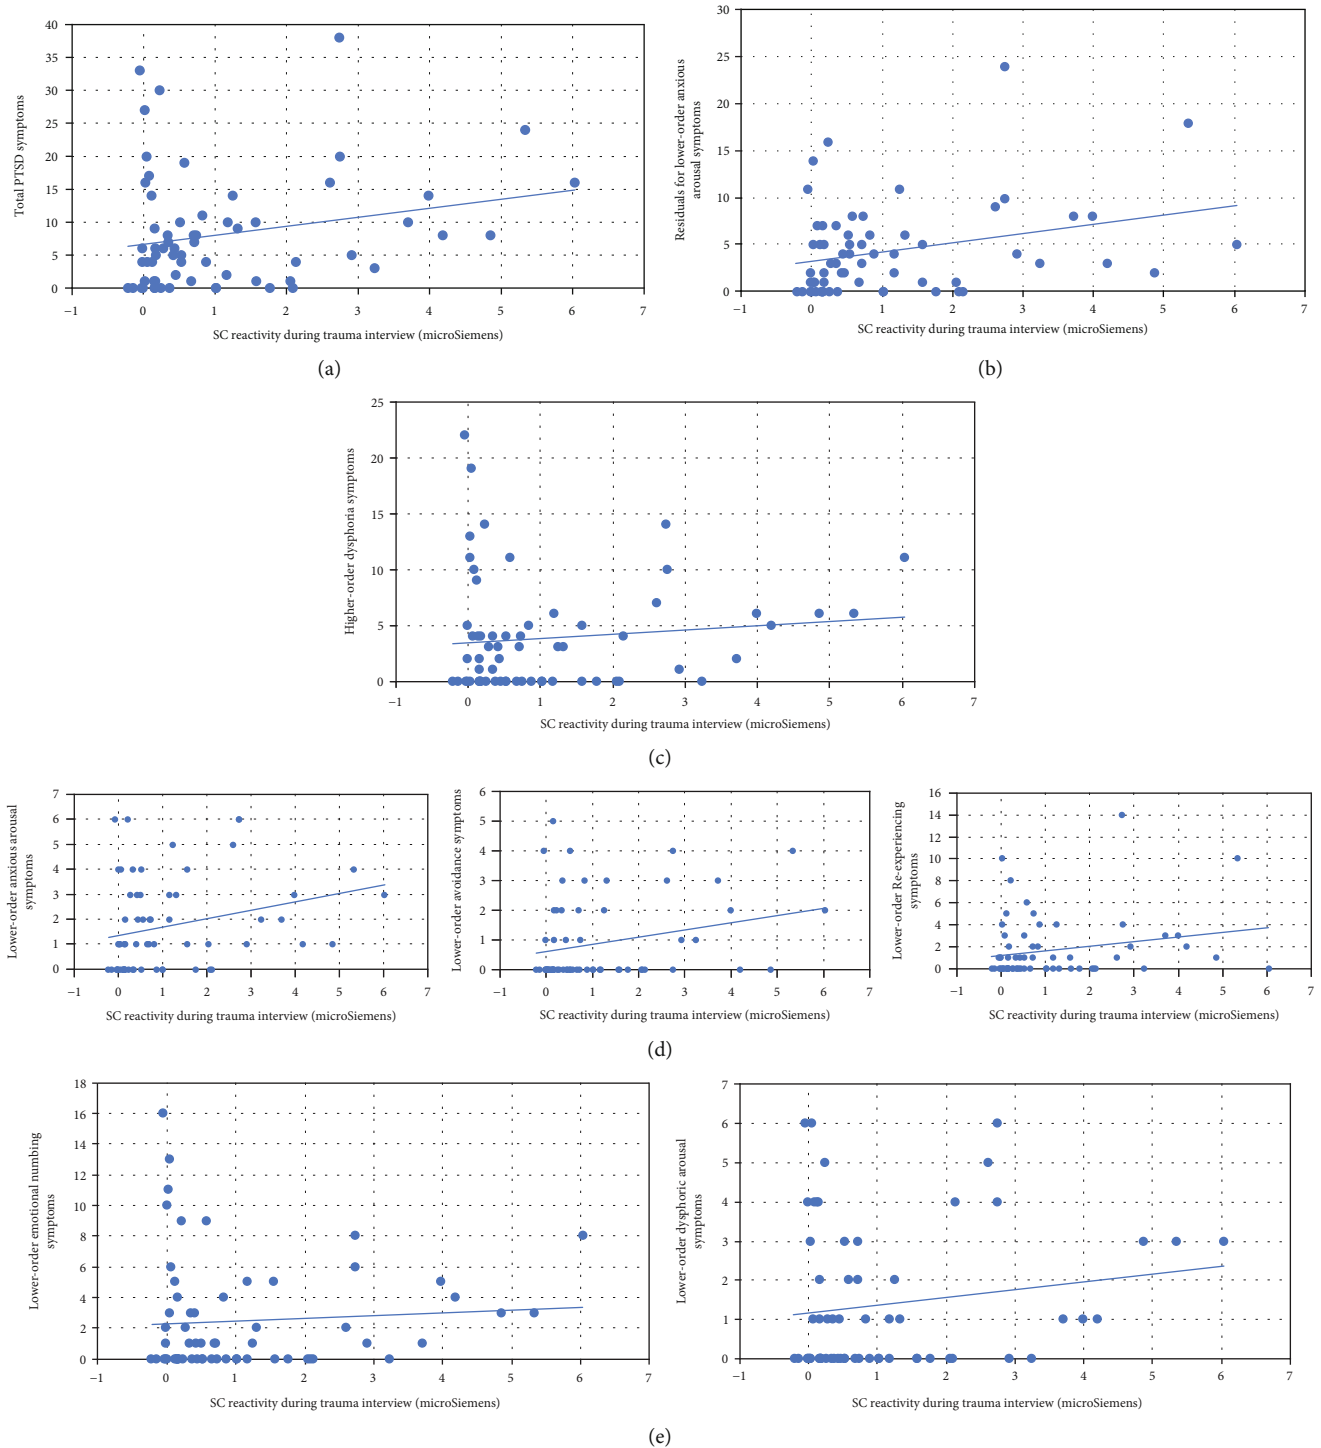 Total PTSD symptoms
40
35
30
25
20
15
10
5
0
−1 0 1 2 3 4 5 6 7
SC reactivity during trauma interview (microSiemens)
(a)
Residuals for lower-order anxious
arousal symptoms
30
25
20
15
10
5
0
−1 0 1 2 3 4 5 6 7
SC reactivity during trauma interview (microSiemens)
(b)
Higher-order dysphoria symptoms
25
20
15
10
5
0
−1 0 1 2 3 4 5 6 7
SC reactivity during trauma interview (microSiemens)
(c)
Lower-order anxious arousal
symptoms
7
6
5
4
3
2
1
0
−1 0 1 2 3 4 5 6 7
SC reactivity during trauma interview (microSiemens)
Lower-order avoidance symptoms
6
5
4
3
2
1
0
−1 0 1 2 3 4 5 6 7
SC reactivity during trauma interview (microSiemens)
Lower-order Re-experiencing
symptoms
16
14
12
10
8
6
4
2
0
−1 0 1 2 3 4 5 6 7
SC reactivity during trauma interview (microSiemens)
(d)
Lower-order emotional numbing
symptoms
18
16
14
12
10
8
6
4
2
0
−1 0 1 2 3 4 5 6 7
SC reactivity during trauma interview (microSiemens)
Lower-order dysphoric arousal
symptoms
7
6
5
4
3
2
1
0
−1 0 1 2 3 4 5 6 7
SC reactivity during trauma interview (microSiemens)
(e)